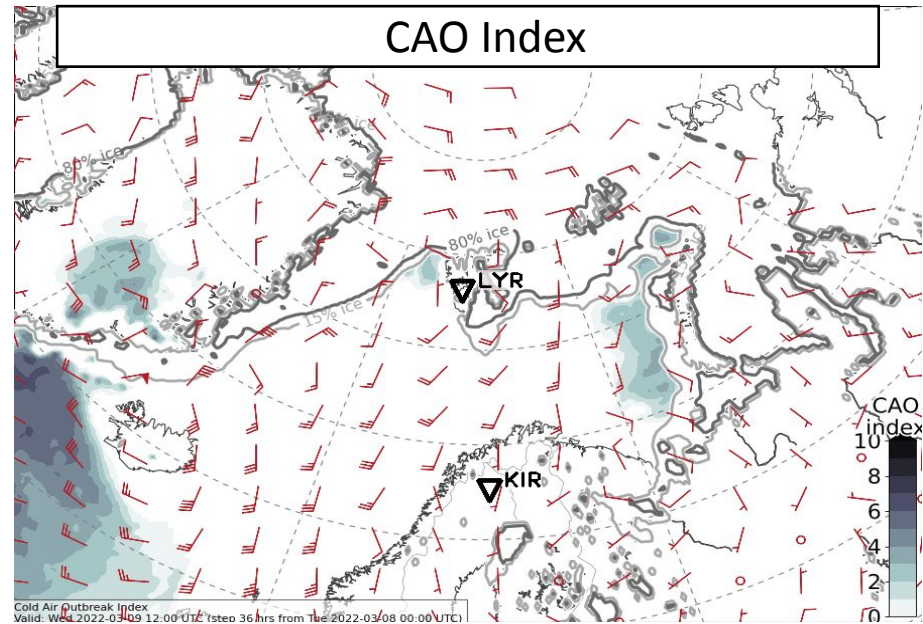 CAO Index
80% ice
ice
80% ice
LYR
15% ice
KIR
CAO
index
10
8
6
4
2
0
Cold Air Outbreak Index
Valid: Wed 2022-03-09 12:00 UTC (step 36 hrs from Tue 2022-03-08 00:00 UTC)